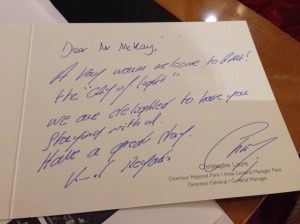 Dear Mr McKay,
A very warm welcome to Paris!
the "City of light"
we are delighted to have you
staying with us.
Have a great stay.
Kind Regards
Christophe Laure
Directeur Régional Paris / Area General Manager Paris
Directeur Général / General Manager